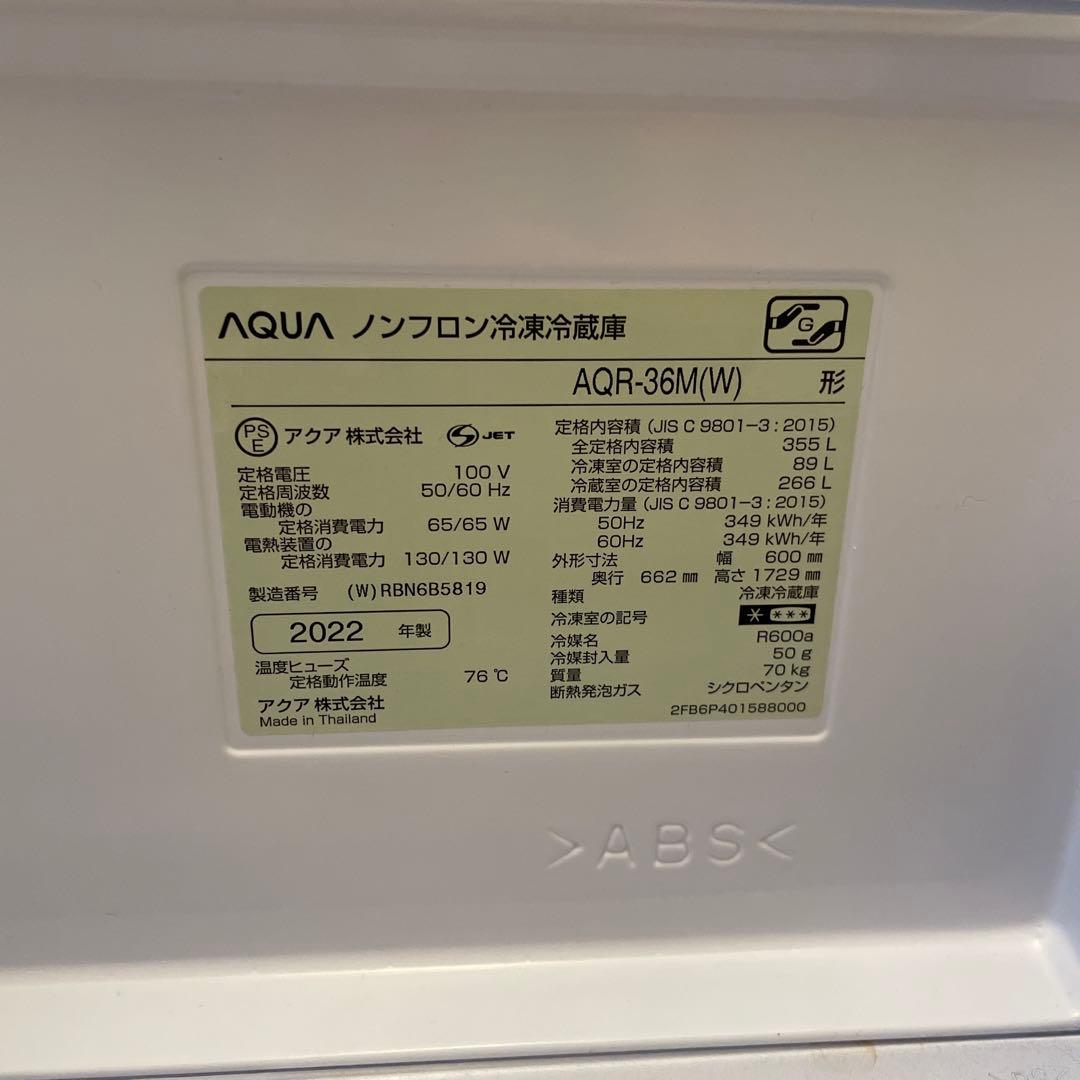 AQUA ノンフロン冷凍冷蔵庫
G
AQR-36M(W) 形
PSE アクア 株式会社 S JET
定格電圧 100 V
定格周波数 50/60 Hz
電動機の
定格消費電力 65/65 W
電熱装置の
定格消費電力 130/130 W
製造番号 (W)RBN6B5819
2022 年製
温度ヒューズ
定格動作温度 76 ℃
アクア 株式会社
Made in Thailand
定格内容積 (JIS C 9801-3:2015)
全定格内容積 355 L
冷凍室の定格内容積 89 L
冷蔵室の定格内容積 266 L
消費電力量 (JIS C 9801-3:2015)
50Hz 349 kWh/年
60Hz 349 kWh/年
外形寸法 幅 600 ㎜
奥行 662 ㎜ 高さ 1729 ㎜
種類 冷凍冷蔵庫
冷凍室の記号 * ***
冷媒名 R600a
冷媒封入量 50 g
質量 70 kg
断熱発泡ガス シクロペンタン
2FB6P401588000
>ABS<